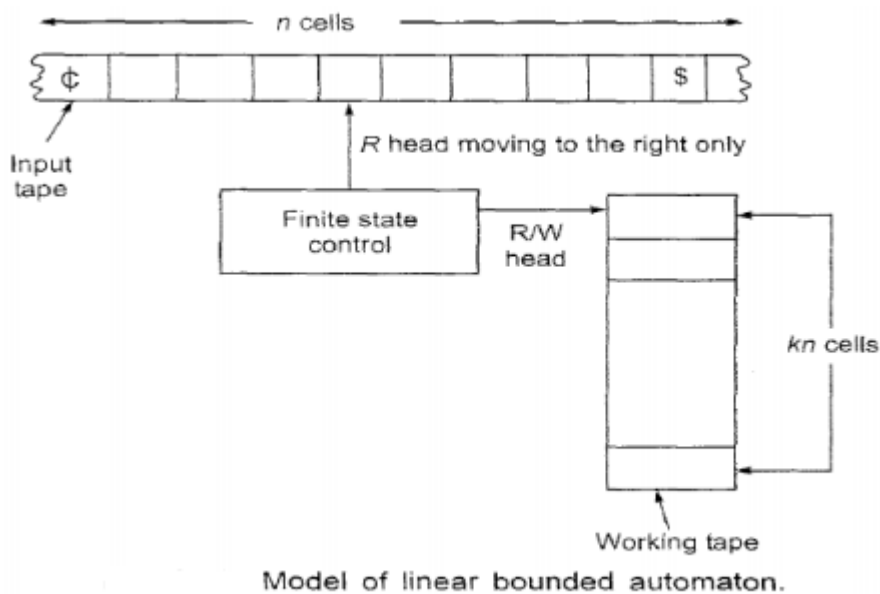 n cells
¢ $
R head moving to the right only
Input
tape
Finite state
control
R/W
head
kn cells
Working tape
Model of linear bounded automaton.